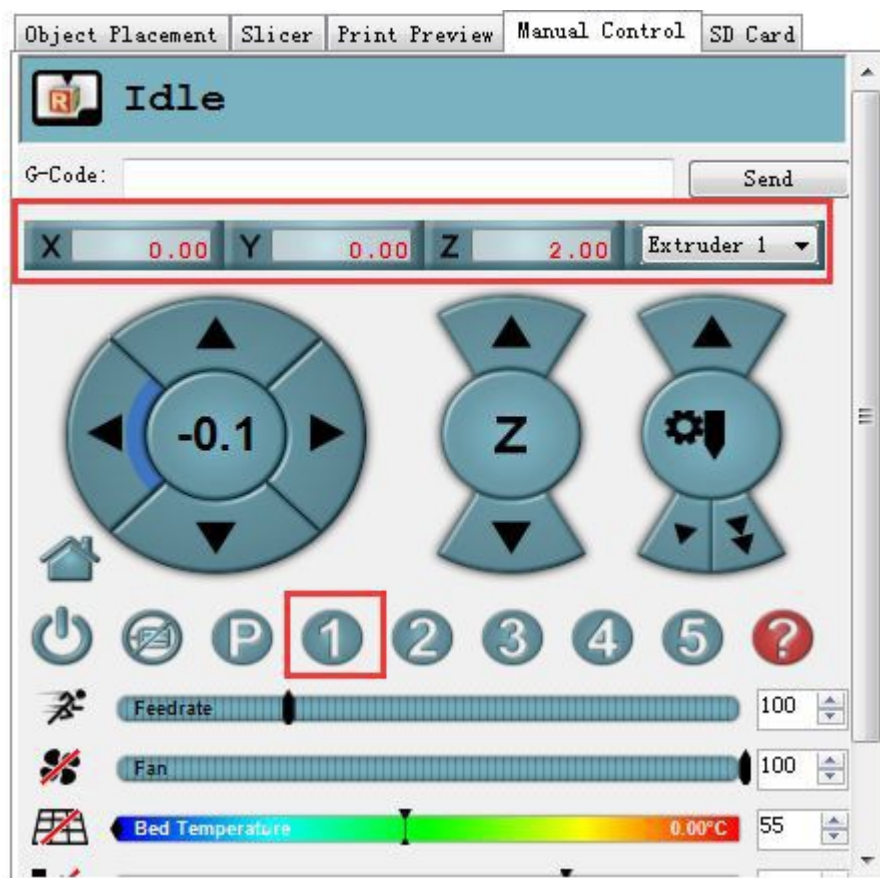 Object Placement Slicer Print Preview Manual Control SD Card
R Idle
G-Code: Send
X 0.00 Y 0.00 Z 2.00 Extruder 1
-0.1 Z
P 1 2 3 4 5 ?
Feedrate 100
Fan 100
Bed Temperature 0.00°C 55